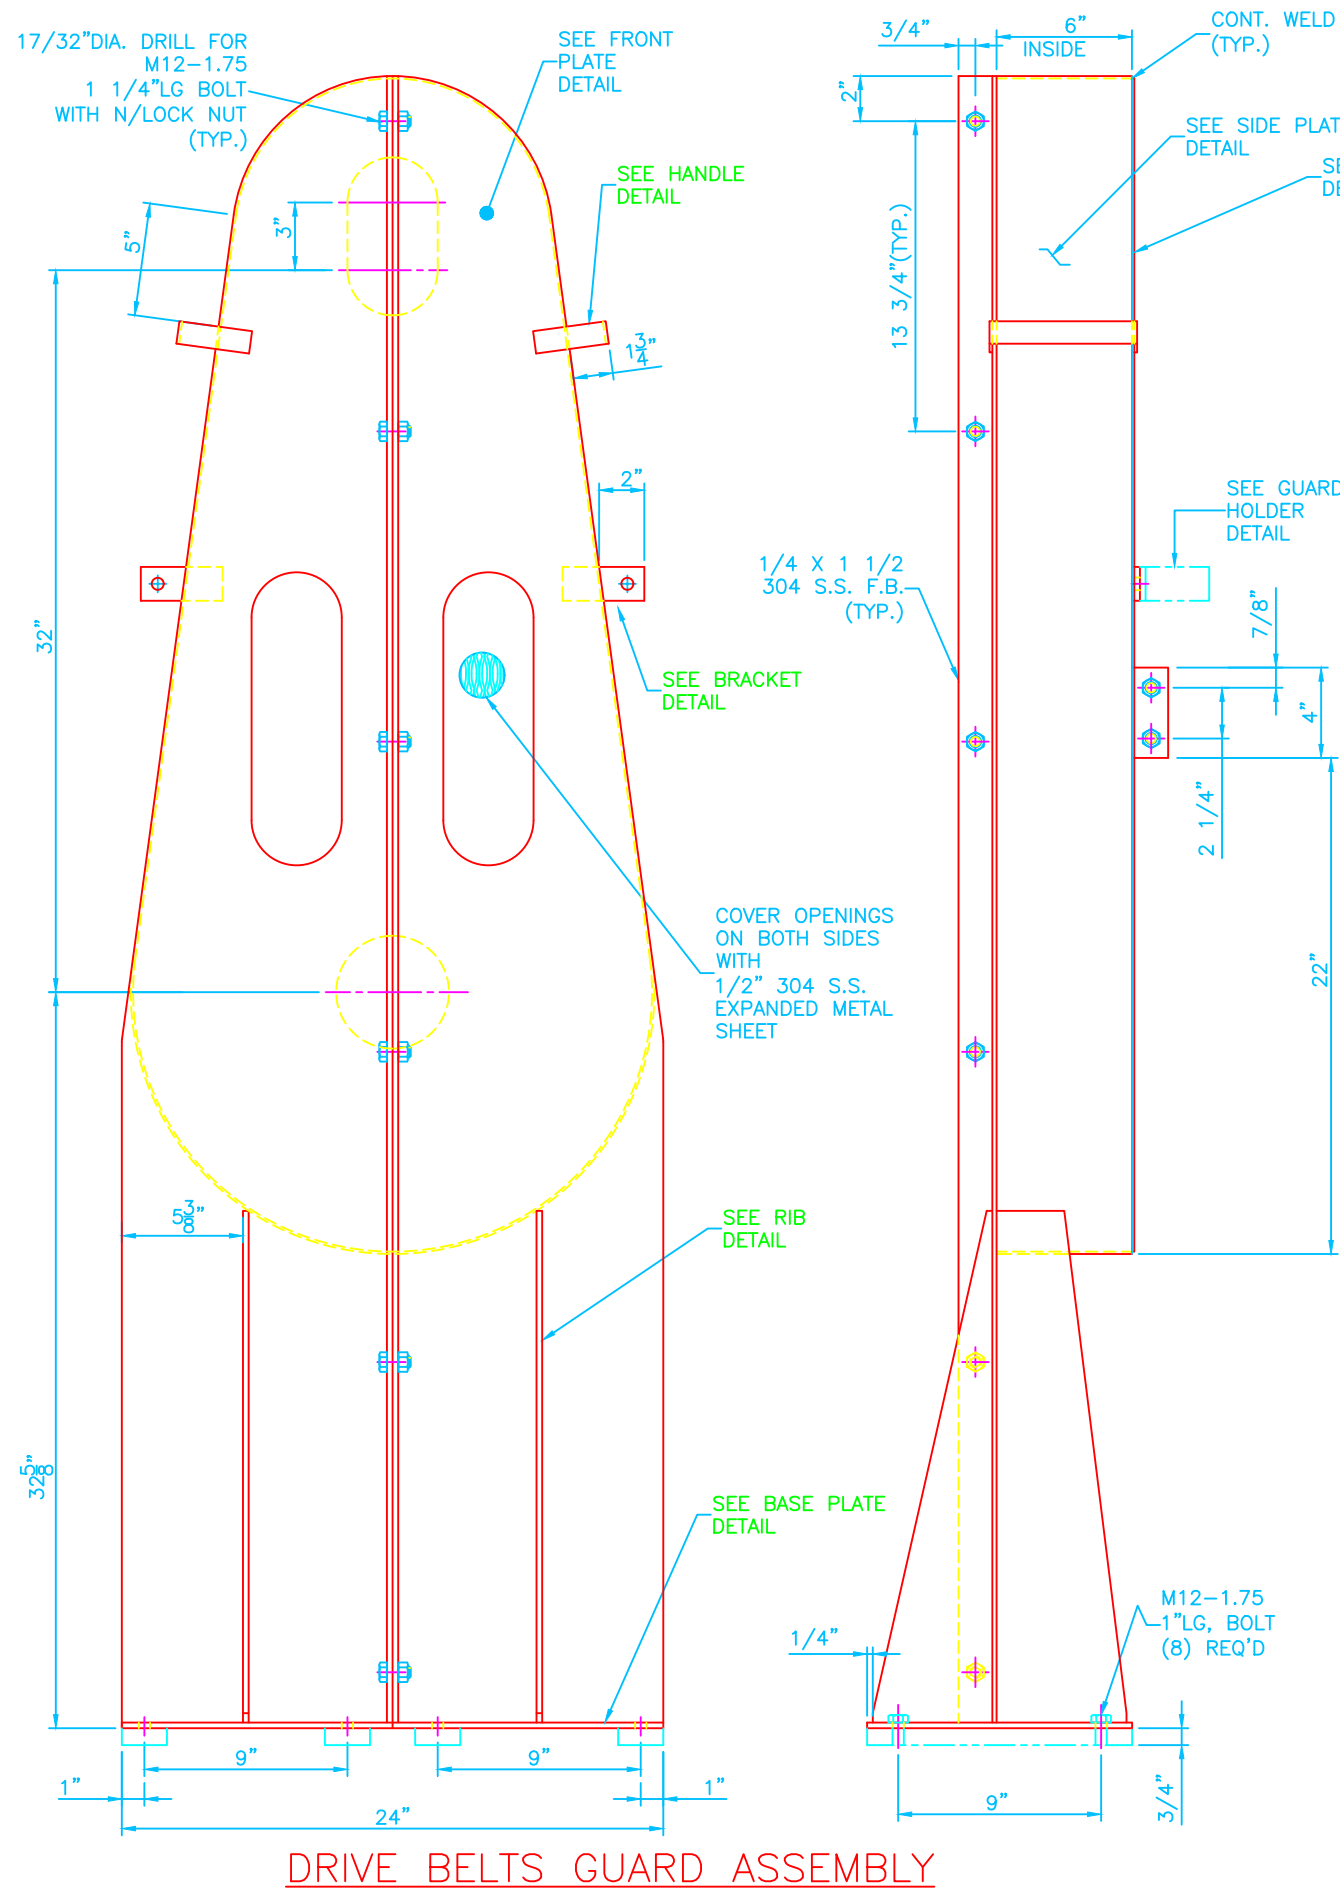 17/32”DIA. DRILL FOR
M12-1.75
1 1/4”LG BOLT
WITH N/LOCK NUT
(TYP.)
SEE FRONT
PLATE
DETAIL
3/4”
6”
INSIDE
CONT. WELD
(TYP.)
2”
SEE SIDE PLAT
DETAIL
SEE HANDLE
DETAIL
5”
3”
13 3/4”(TYP.)
1 3/4”
2”
SEE GUARD
HOLDER
DETAIL
1/4 X 1 1/2
304 S.S. F.B.
(TYP.)
32”
7/8”
SEE BRACKET
DETAIL
4”
2 1/4”
COVER OPENINGS
ON BOTH SIDES
WITH
1/2” 304 S.S.
EXPANDED METAL
SHEET
22”
5 3/8”
SEE RIB
DETAIL
32 5/8”
SEE BASE PLATE
DETAIL
M12-1.75
1”LG, BOLT
(8) REQ’D
1/4”
9”
9”
1”
1”
24”
9”
3/4”
DRIVE BELTS GUARD ASSEMBLY